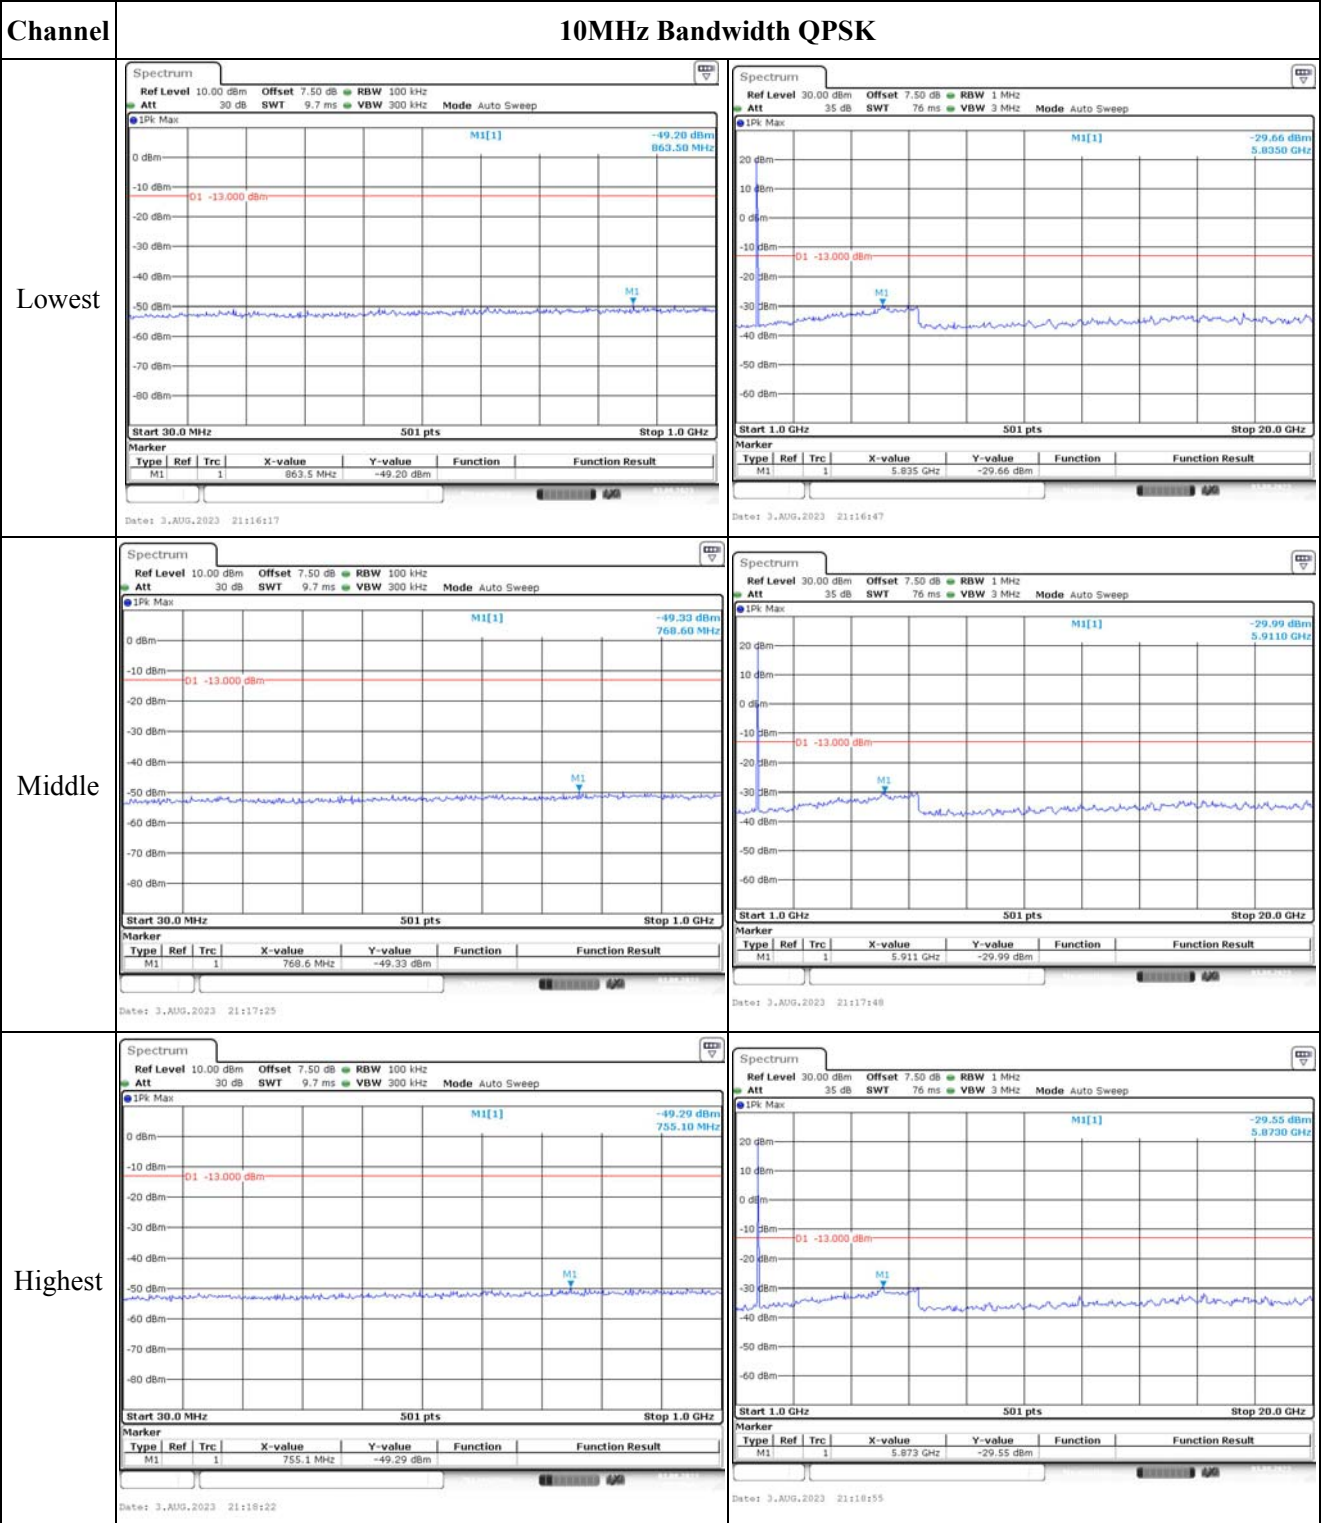 Channel 10MHz Bandwidth QPSK
Lowest
Spectrum
Ref Level 10.00 dBm Offset 7.50 dB RBW 100 kHz
Att 30 dB SWT 9.7 ms VBW 300 kHz Mode Auto Sweep
1Pk Max
M1[1] -49.20 dBm
863.50 MHz
0 dBm
-10 dBm
D1 -13.000 dBm
-20 dBm
-30 dBm
-40 dBm
M1
-50 dBm
-60 dBm
-70 dBm
-80 dBm
Start 30.0 MHz 501 pts Stop 1.0 GHz
Marker
Type Ref Trc X-value Y-value Function Function Result
M1 1 863.5 MHz -49.20 dBm
Date: 3.AUG.2023 21:16:17
Spectrum
Ref Level 30.00 dBm Offset 7.50 dB RBW 1 MHz
Att 35 dB SWT 76 ms VBW 3 MHz Mode Auto Sweep
1Pk Max
M1[1] -29.66 dBm
5.8350 GHz
20 dBm
10 dBm
0 dBm
-10 dBm
D1 -13.000 dBm
-20 dBm
M1
-30 dBm
-40 dBm
-50 dBm
-60 dBm
Start 1.0 GHz 501 pts Stop 20.0 GHz
Marker
Type Ref Trc X-value Y-value Function Function Result
M1 1 5.835 GHz -29.66 dBm
Date: 3.AUG.2023 21:16:47
Middle
Spectrum
Ref Level 10.00 dBm Offset 7.50 dB RBW 100 kHz
Att 30 dB SWT 9.7 ms VBW 300 kHz Mode Auto Sweep
1Pk Max
M1[1] -49.33 dBm
768.60 MHz
0 dBm
-10 dBm
D1 -13.000 dBm
-20 dBm
-30 dBm
-40 dBm
M1
-50 dBm
-60 dBm
-70 dBm
-80 dBm
Start 30.0 MHz 501 pts Stop 1.0 GHz
Marker
Type Ref Trc X-value Y-value Function Function Result
M1 1 768.6 MHz -49.33 dBm
Date: 3.AUG.2023 21:17:25
Spectrum
Ref Level 30.00 dBm Offset 7.50 dB RBW 1 MHz
Att 35 dB SWT 76 ms VBW 3 MHz Mode Auto Sweep
1Pk Max
M1[1] -29.99 dBm
5.9110 GHz
20 dBm
10 dBm
0 dBm
-10 dBm
D1 -13.000 dBm
-20 dBm
M1
-30 dBm
-40 dBm
-50 dBm
-60 dBm
Start 1.0 GHz 501 pts Stop 20.0 GHz
Marker
Type Ref Trc X-value Y-value Function Function Result
M1 1 5.911 GHz -29.99 dBm
Date: 3.AUG.2023 21:17:48
Highest
Spectrum
Ref Level 10.00 dBm Offset 7.50 dB RBW 100 kHz
Att 30 dB SWT 9.7 ms VBW 300 kHz Mode Auto Sweep
1Pk Max
M1[1] -49.29 dBm
755.10 MHz
0 dBm
-10 dBm
D1 -13.000 dBm
-20 dBm
-30 dBm
-40 dBm
M1
-50 dBm
-60 dBm
-70 dBm
-80 dBm
Start 30.0 MHz 501 pts Stop 1.0 GHz
Marker
Type Ref Trc X-value Y-value Function Function Result
M1 1 755.1 MHz -49.29 dBm
Date: 3.AUG.2023 21:18:22
Spectrum
Ref Level 30.00 dBm Offset 7.50 dB RBW 1 MHz
Att 35 dB SWT 76 ms VBW 3 MHz Mode Auto Sweep
1Pk Max
M1[1] -29.55 dBm
5.8730 GHz
20 dBm
10 dBm
0 dBm
-10 dBm
D1 -13.000 dBm
-20 dBm
M1
-30 dBm
-40 dBm
-50 dBm
-60 dBm
Start 1.0 GHz 501 pts Stop 20.0 GHz
Marker
Type Ref Trc X-value Y-value Function Function Result
M1 1 5.873 GHz -29.55 dBm
Date: 3.AUG.2023 21:18:55